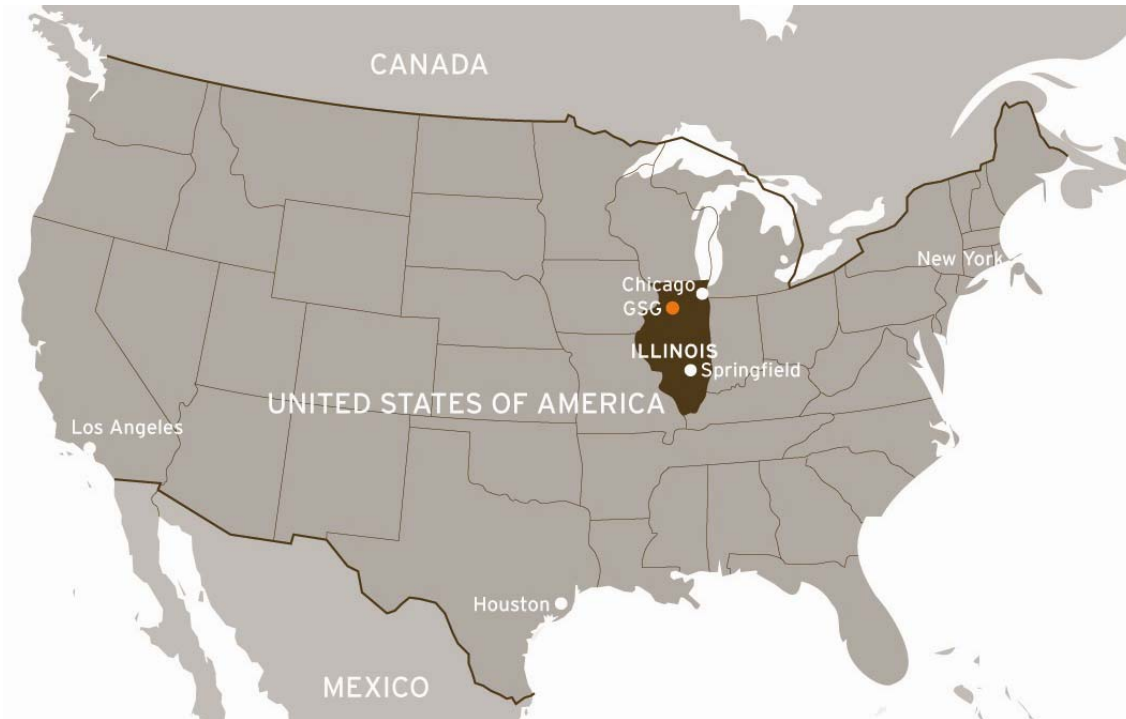 CANADA
New York
Chicago
GSG
ILLINOIS
Springfield
UNITED STATES OF AMERICA
Los Angeles
Houston
MEXICO